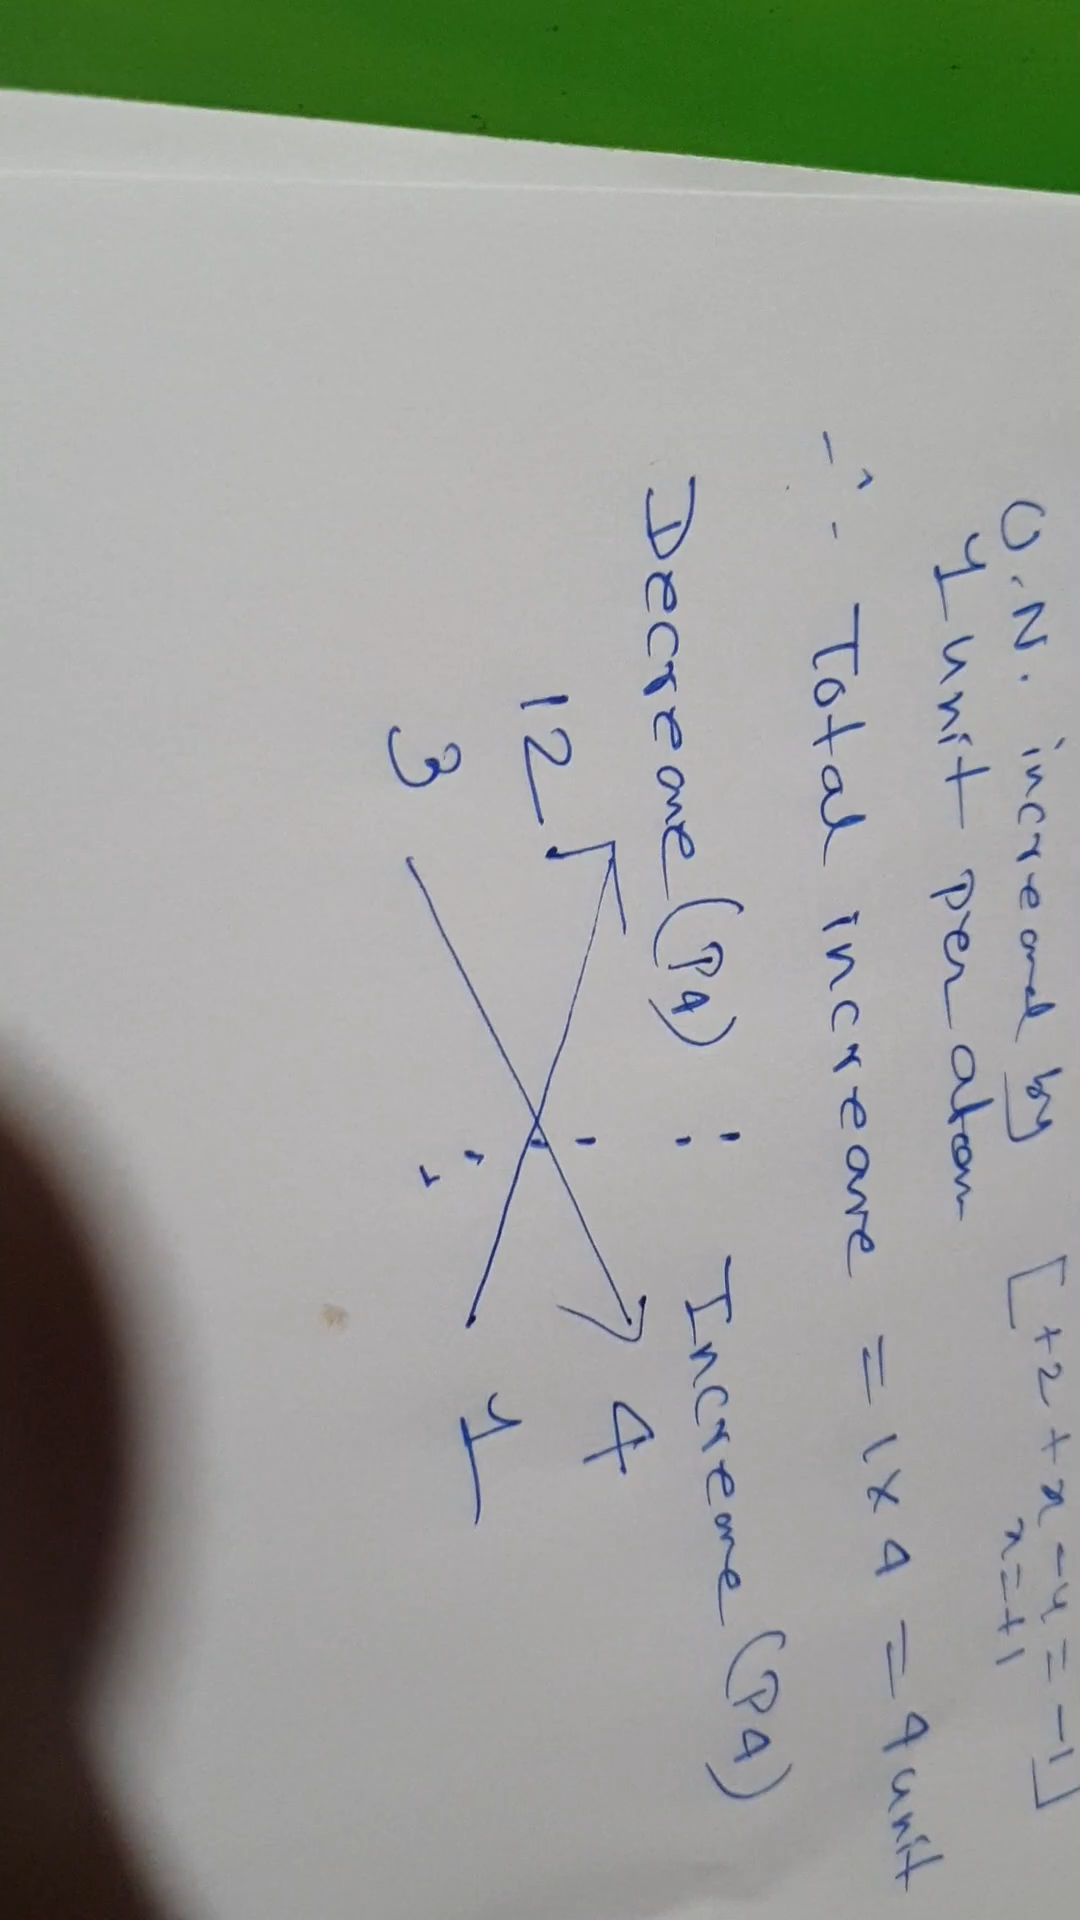 O.N. increased by [+2+x-4=-1]
1 unit per atom x=+1
∴ Total increase = 1×4 = 4 unit
Decrease (P4) : Increase (P4)
12 : 4
3 : 1